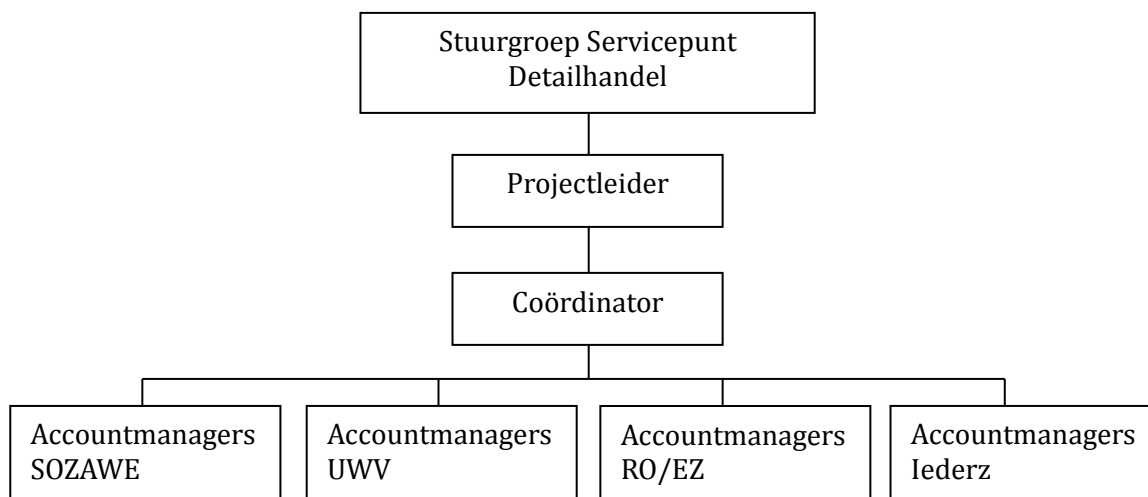 Stuurgroep Servicepunt
Detailhandel
Projectleider
Coördinator
Accountmanagers
SOZAWE
Accountmanagers
UWV
Accountmanagers
RO/EZ
Accountmanagers
Iederz